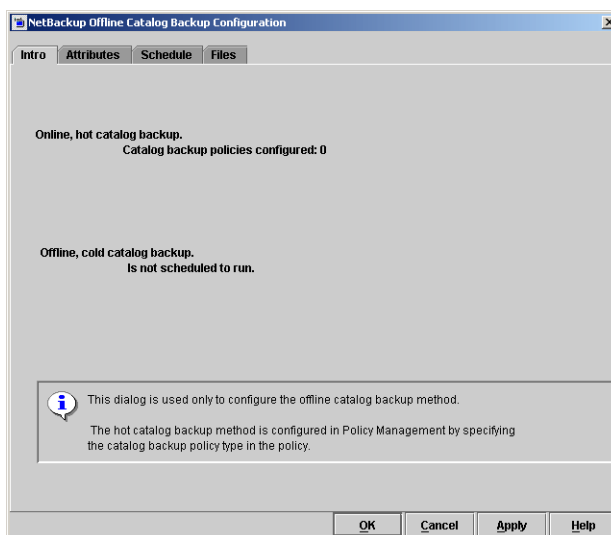 NetBackup Offline Catalog Backup Configuration
Intro Attributes Schedule Files
Online, hot catalog backup.
Catalog backup policies configured: 0
Offline, cold catalog backup.
Is not scheduled to run.
This dialog is used only to configure the offline catalog backup method.
The hot catalog backup method is configured in Policy Management by specifying
the catalog backup policy type in the policy.
OK Cancel Apply Help